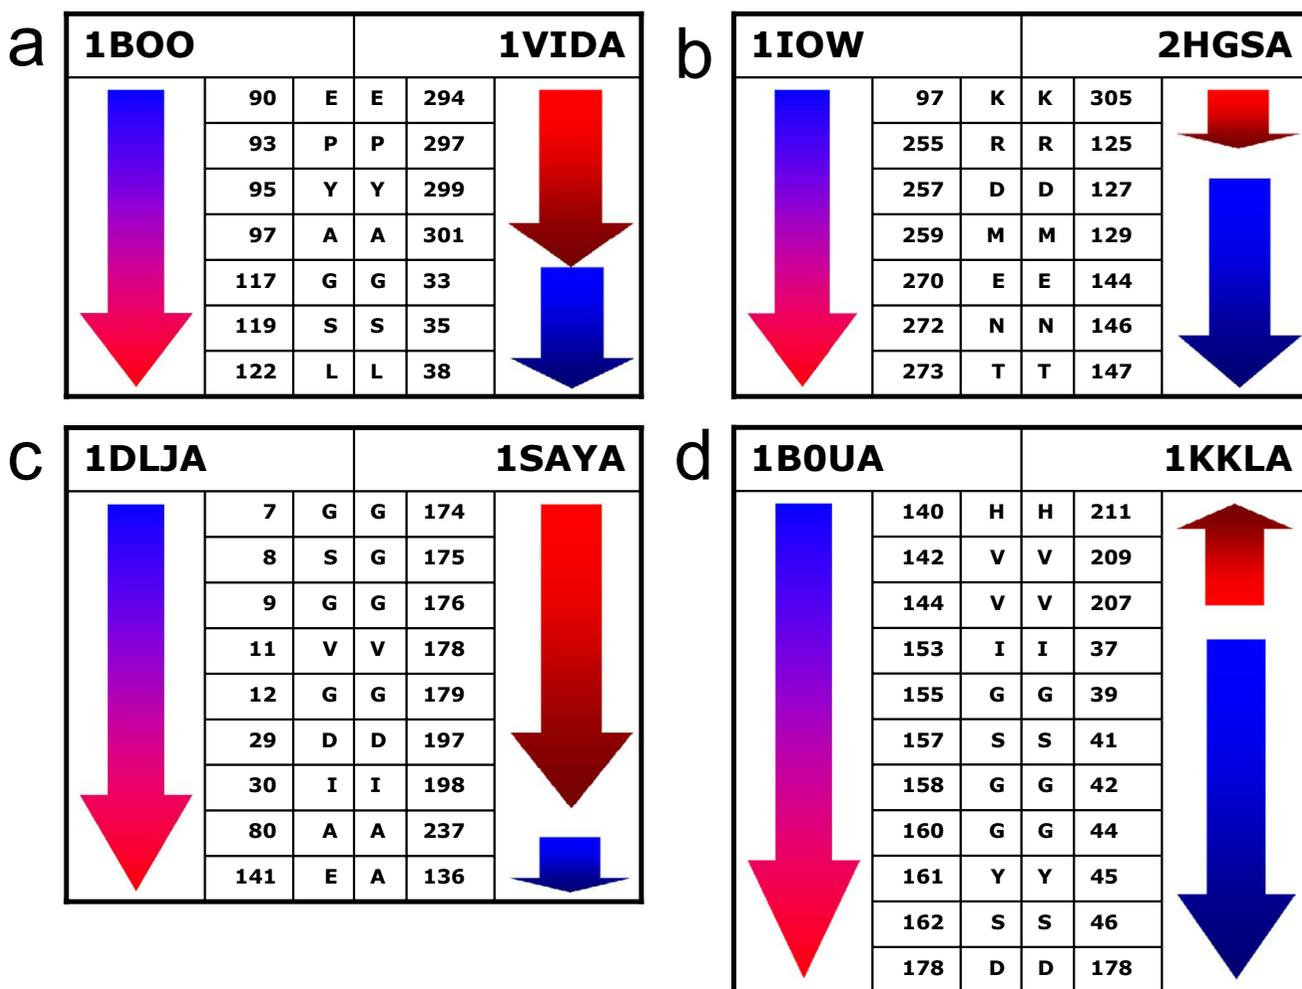 a
1BOO 1VIDA
90 E E 294
93 P P 297
95 Y Y 299
97 A A 301
117 G G 33
119 S S 35
122 L L 38
b
1IOW 2HGSA
97 K K 305
255 R R 125
257 D D 127
259 M M 129
270 E E 144
272 N N 146
273 T T 147
c
1DLJA 1SAYA
7 G G 174
8 S G 175
9 G G 176
11 V V 178
12 G G 179
29 D D 197
30 I I 198
80 A A 237
141 E A 136
d
1B0UA 1KKLA
140 H H 211
142 V V 209
144 V V 207
153 I I 37
155 G G 39
157 S S 41
158 G G 42
160 G G 44
161 Y Y 45
162 S S 46
178 D D 178